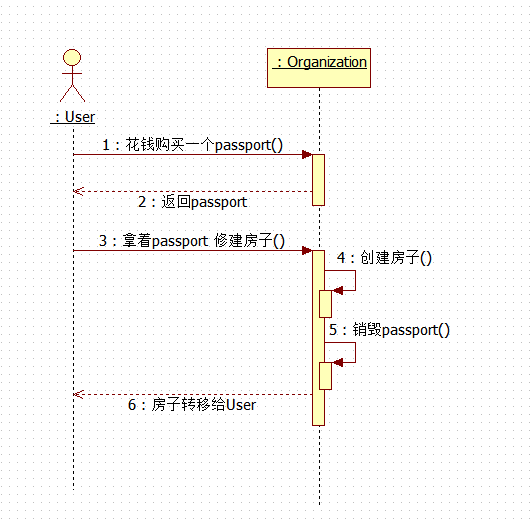 ：Organization
：User
1：花钱购买一个passport()
2：返回passport
3：拿着passport 修建房子()
4：创建房子()
5：销毁passport()
6：房子转移给User